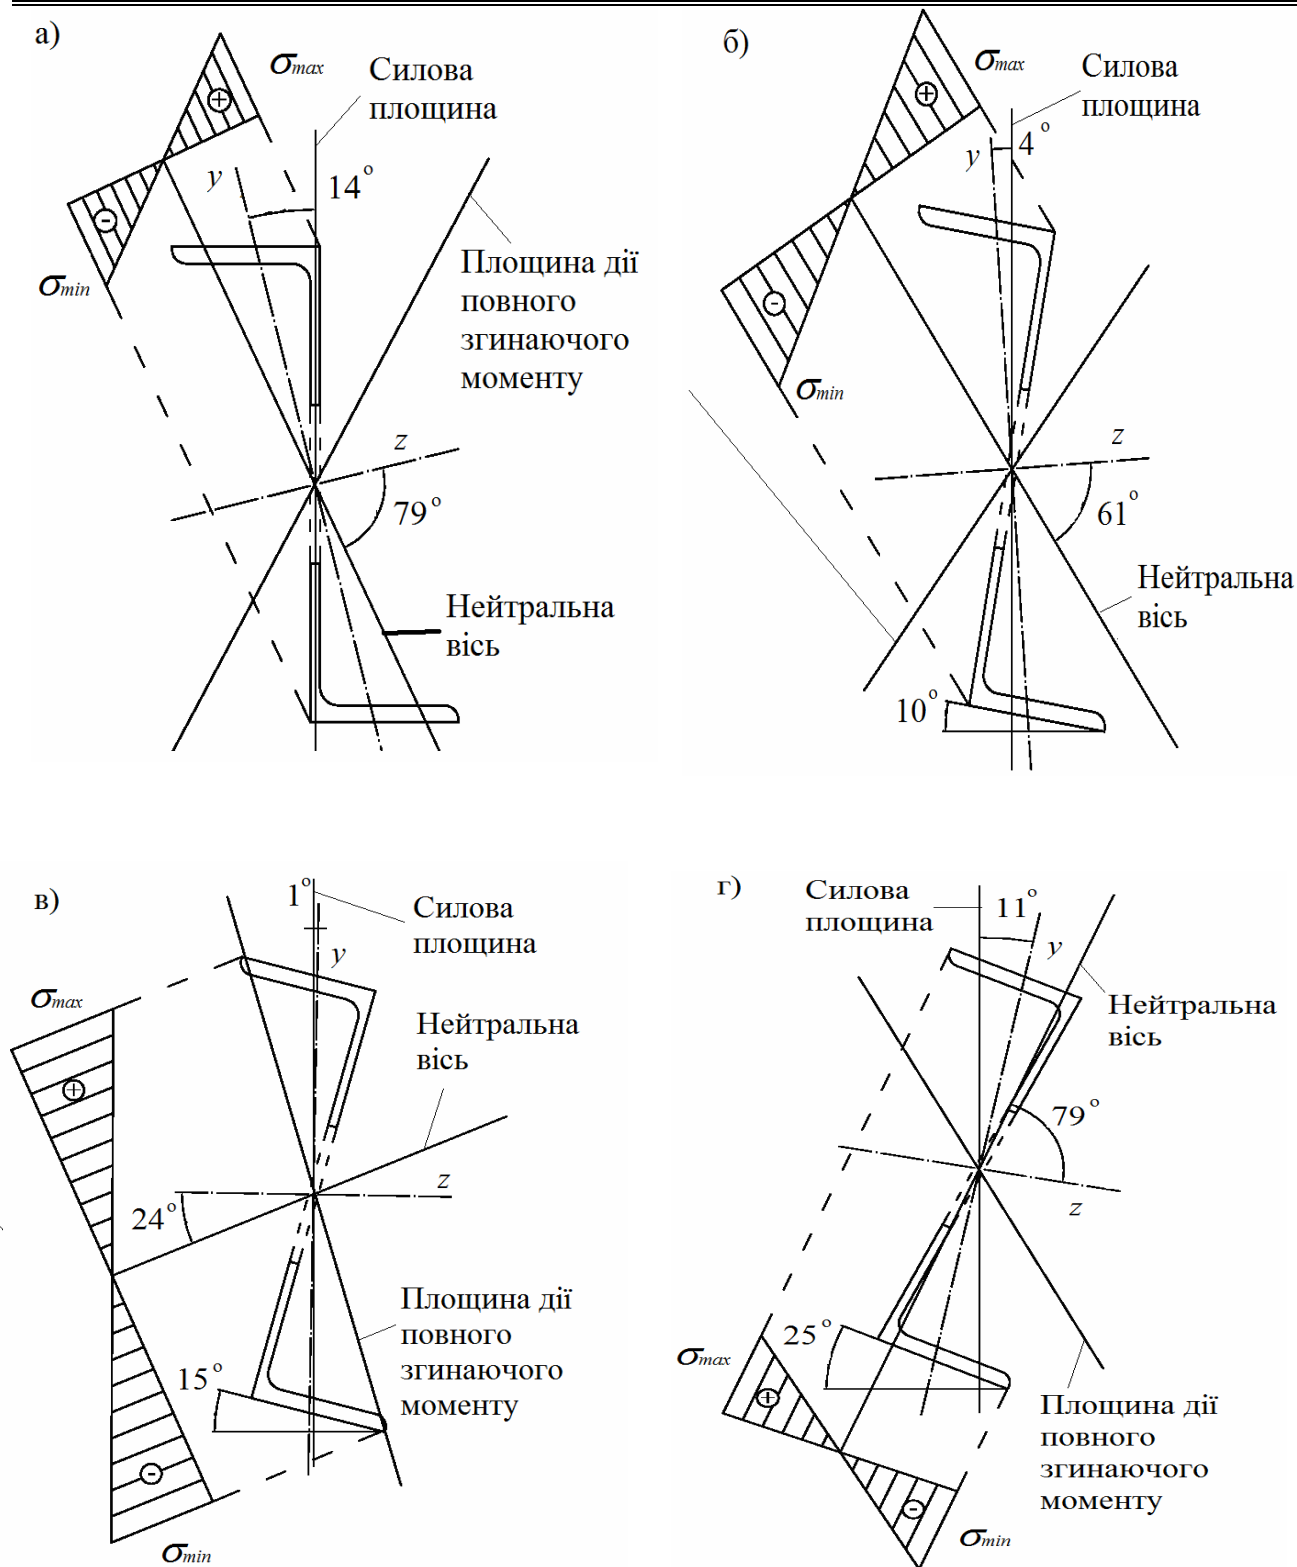 а)
σmax
Силова
площина
y
14°
Площина дії
повного
згинаючого
моменту
σmin
z
79°
Нейтральна
вісь
б)
σmax
Силова
площина
y
4°
σmin
z
61°
Нейтральна
вісь
10°
в)
1°
Силова
площина
y
σmax
Нейтральна
вісь
z
24°
Площина дії
повного
згинаючого
моменту
15°
σmin
г)
Силова
площина
11°
y
Нейтральна
вісь
79°
z
25°
σmax
Площина дії
повного
згинаючого
моменту
σmin